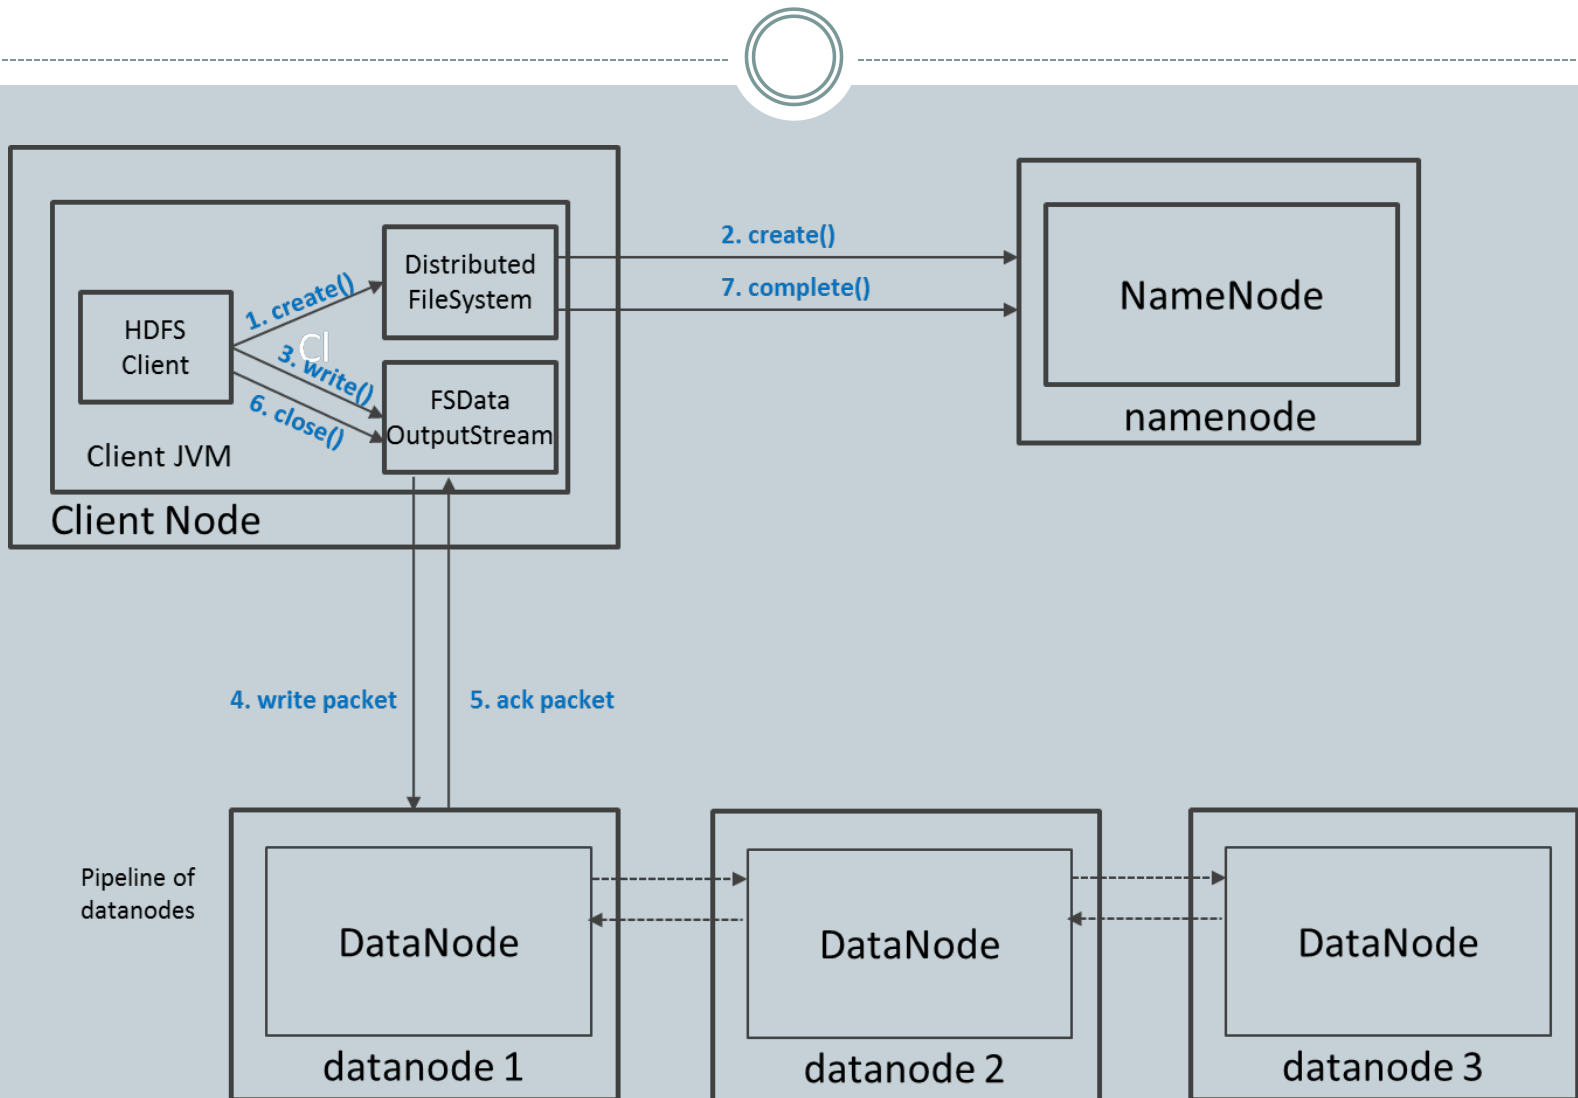 2. create()
Distributed
FileSystem
7. complete()
NameNode
1. create()
HDFS
Client
Cl
3. write()
FSData
OutputStream
6. close()
namenode
Client JVM
Client Node
4. write packet
5. ack packet
Pipeline of
datanodes
DataNode
DataNode
DataNode
datanode 1
datanode 2
datanode 3